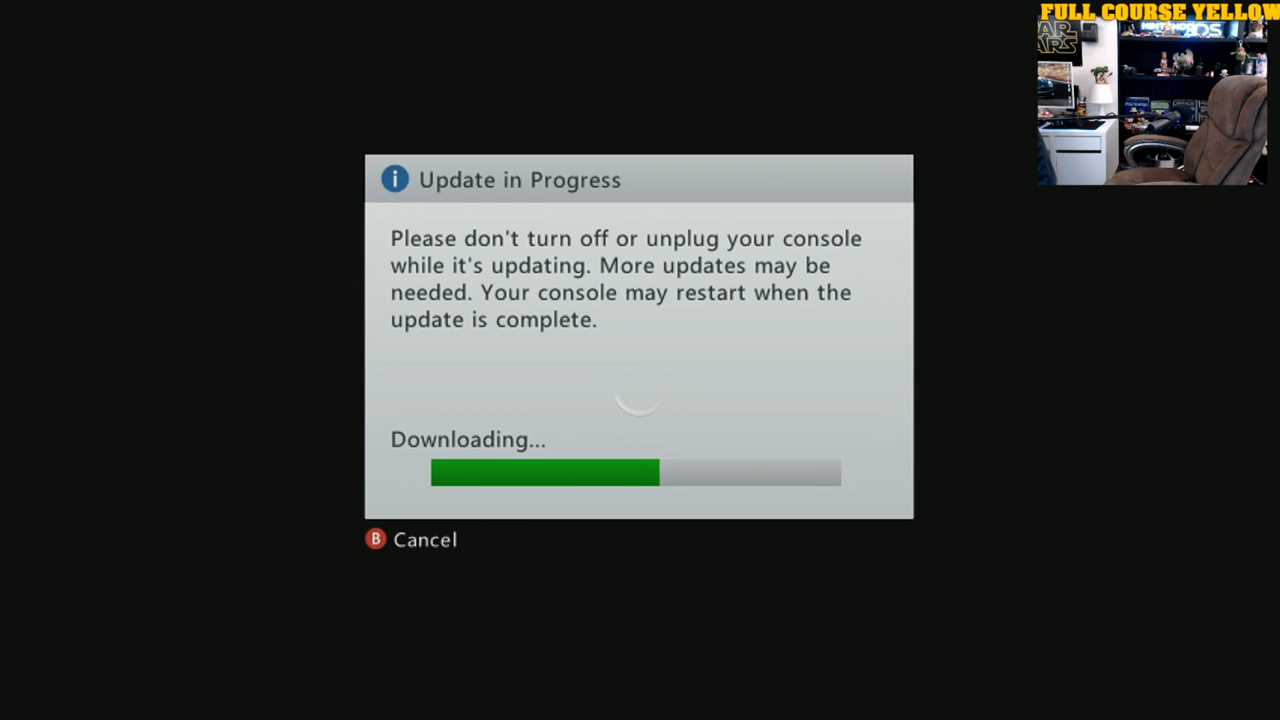 FULL COURSE YELLOW
Update in Progress
Please don't turn off or unplug your console
while it's updating. More updates may be
needed. Your console may restart when the
update is complete.
Downloading...
B Cancel